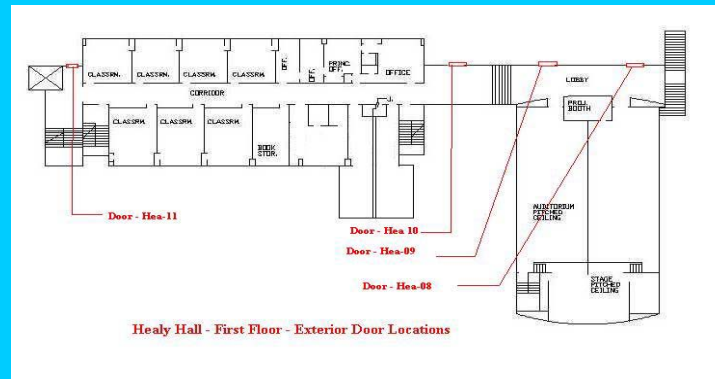 OFF.
OFF.
PRINC.
OFF.
OFFICE
CLASSRM.
CLASSRM.
CLASSRM.
CLASSRM.
LOBBY
CORRIDOR
PROJ.
BOOTH
CLASSRM.
CLASSRM.
CLASSRM.
BOOK
STOR.
AUDITORIUM
PITCHED
CEILING
Door - Hea-11
Door - Hea 10
Door - Hea-09
Door - Hea-08
STAGE
PITCHED
CEILING
Healy Hall - First Floor - Exterior Door Locations